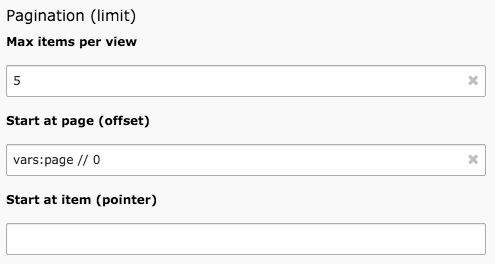 Pagination (limit)
Max items per view
5
Start at page (offset)
vars:page // 0
Start at item (pointer)